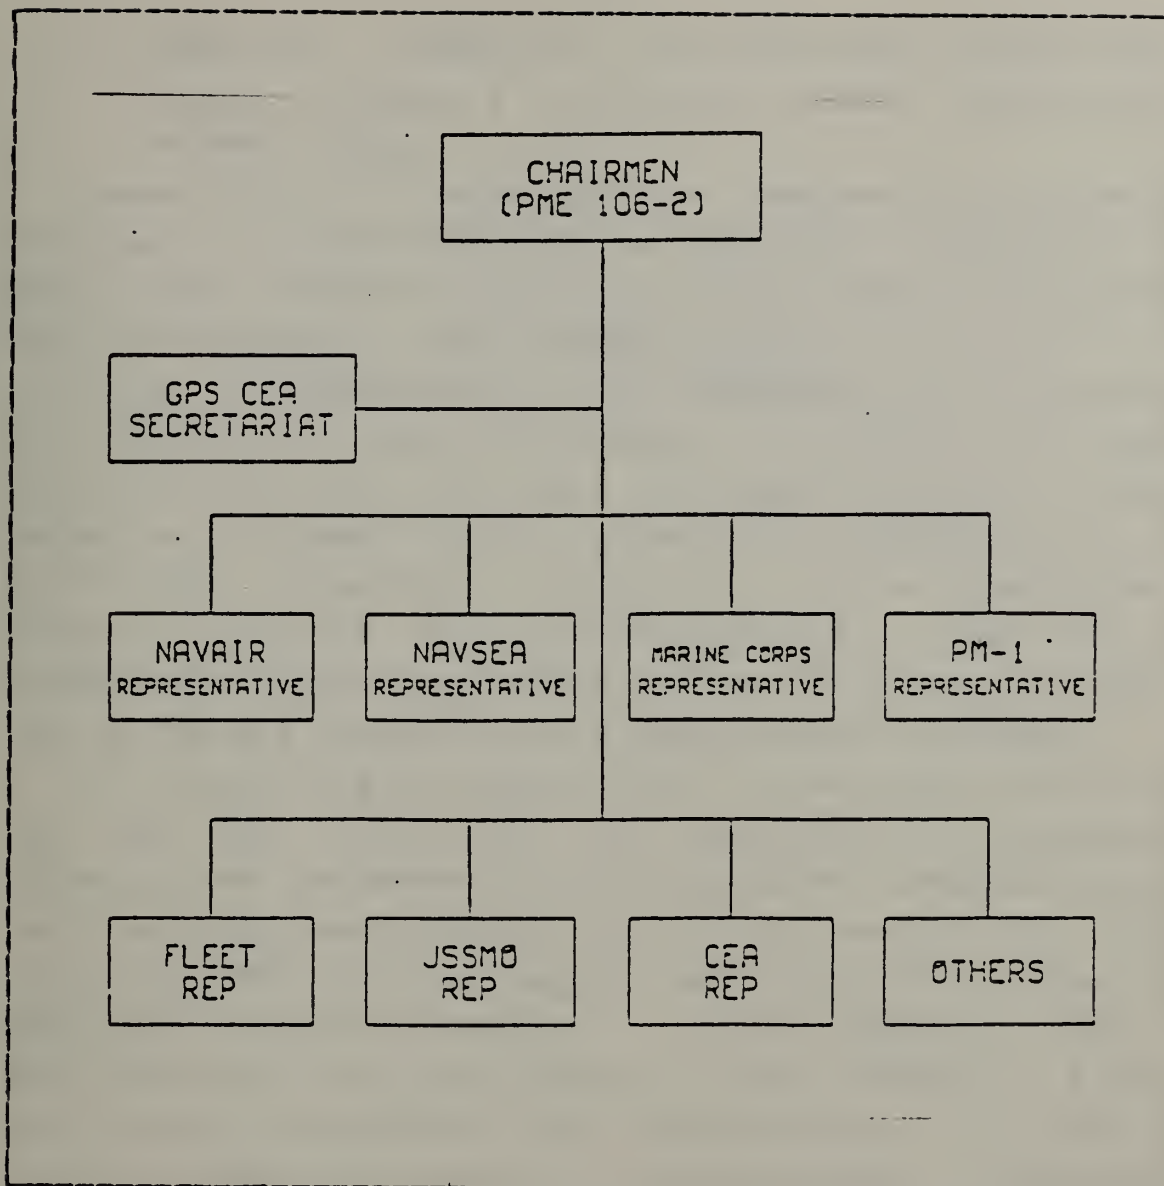 CHAIRMEN
(PME 106-2)
GPS CEA
SECRETARIAT
NAVAIR
REPRESENTATIVE
NAVSEA
REPRESENTATIVE
MARINE CORPS
REPRESENTATIVE
PM-1
REPRESENTATIVE
FLEET
REP
JSSMO
REP
CEA
REP
OTHERS